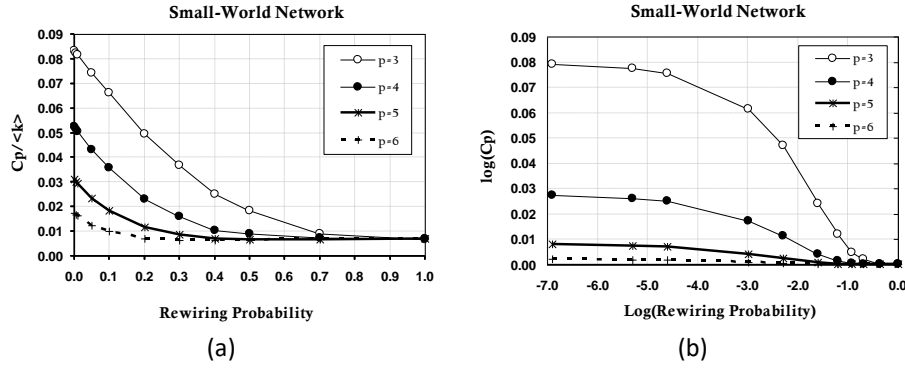 Small-World Network
0.09
0.08
0.07
0.06
0.05
0.04
0.03
0.02
0.01
0.00
Cp/<k>
p=3
p=4
p=5
p=6
0.0 0.1 0.2 0.3 0.4 0.5 0.6 0.7 0.8 0.9 1.0
Rewiring Probability
(a)
Small-World Network
0.09
0.08
0.07
0.06
0.05
0.04
0.03
0.02
0.01
0.00
log(Cp)
p=3
p=4
p=5
p=6
-7.0 -6.0 -5.0 -4.0 -3.0 -2.0 -1.0 0.0
Log(Rewiring Probability)
(b)